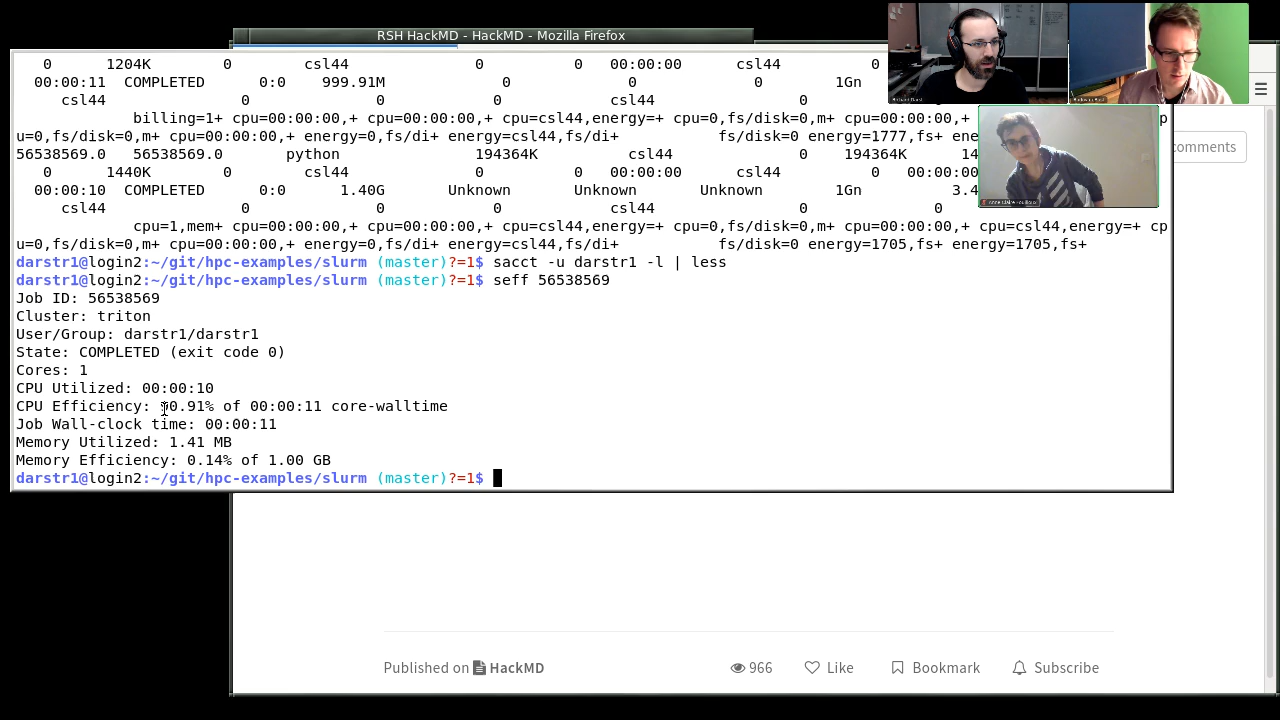 RSH HackMD - HackMD - Mozilla Firefox
0 1204K 0 csl44 0 0 00:00:00 csl44 0
00:00:11 COMPLETED 0:0 999.91M 0 0 0 1Gn
csl44 0 0 0 csl44 0
billing=1+ cpu=00:00:00,+ cpu=00:00:00,+ cpu=csl44,energy=+ cpu=0,fs/disk=0,m+ cpu=00:00:00,+ cp
u=0,fs/disk=0,m+ cpu=00:00:00,+ energy=0,fs/di+ energy=csl44,fs/di+ fs/disk=0 energy=1777,fs+ ene
56538569.0 56538569.0 python 194364K csl44 0 194364K 14
0 1440K 0 csl44 0 0 00:00:00 csl44 0 00:00:00
00:00:10 COMPLETED 0:0 1.40G Unknown Unknown Unknown 1Gn 3.4
csl44 0 0 0 csl44 0 0
cpu=1,mem+ cpu=00:00:00,+ cpu=00:00:00,+ cpu=csl44,energy=+ cpu=0,fs/disk=0,m+ cpu=00:00:00,+ cpu=csl44,energy=+ cp
u=0,fs/disk=0,m+ cpu=00:00:00,+ energy=0,fs/di+ energy=csl44,fs/di+ fs/disk=0 energy=1705,fs+ energy=1705,fs+
darstr1@login2:~/git/hpc-examples/slurm (master)?=1$ sacct -u darstr1 -l | less
darstr1@login2:~/git/hpc-examples/slurm (master)?=1$ seff 56538569
Job ID: 56538569
Cluster: triton
User/Group: darstr1/darstr1
State: COMPLETED (exit code 0)
Cores: 1
CPU Utilized: 00:00:10
CPU Efficiency: 90.91% of 00:00:11 core-walltime
Job Wall-clock time: 00:00:11
Memory Utilized: 1.41 MB
Memory Efficiency: 0.14% of 1.00 GB
darstr1@login2:~/git/hpc-examples/slurm (master)?=1$
comments
Published on HackMD
966
Like
Bookmark
Subscribe